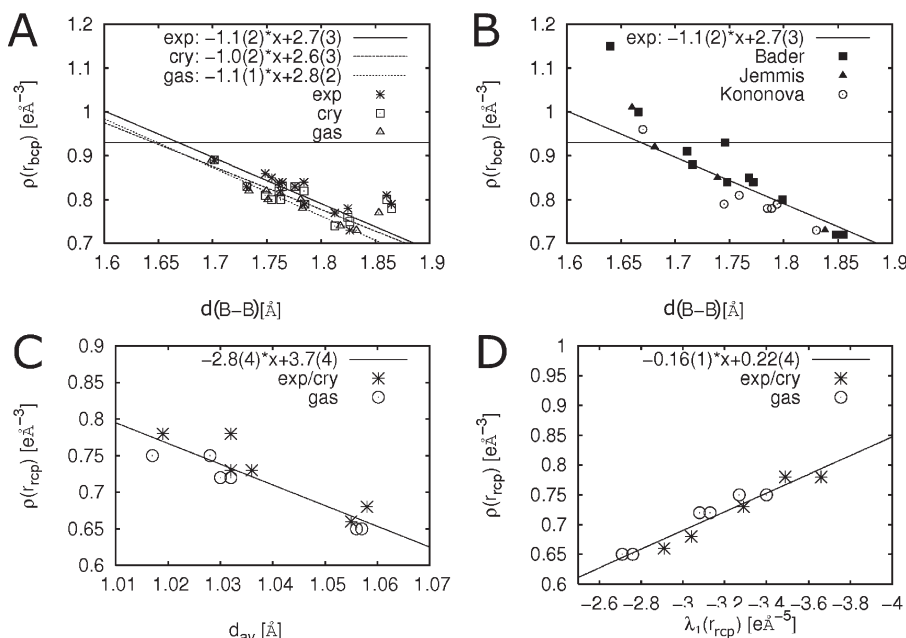 A
exp: −1.1(2)*x+2.7(3)
cry: −1.0(2)*x+2.6(3)
gas: −1.1(1)*x+2.8(2)
exp
cry
gas
ρ(rbcp) [eÅ⁻³]
1.2
1.1
1
0.9
0.8
0.7
1.6 1.65 1.7 1.75 1.8 1.85 1.9
d(B−B)[Å]
B
exp: −1.1(2)*x+2.7(3)
Bader
Jemmis
Kononova
ρ(rbcp) [eÅ⁻³]
1.2
1.1
1
0.9
0.8
0.7
1.6 1.65 1.7 1.75 1.8 1.85 1.9
d(B−B)[Å]
C
−2.8(4)*x+3.7(4)
exp/cry
gas
ρ(rrcp) [eÅ⁻³]
0.9
0.85
0.8
0.75
0.7
0.65
0.6
1.01 1.02 1.03 1.04 1.05 1.06 1.07
dav [Å]
D
−0.16(1)*x+0.22(4)
exp/cry
gas
ρ(rrcp) [eÅ⁻³]
1
0.95
0.9
0.85
0.8
0.75
0.7
0.65
0.6
−2.6 −2.8 −3 −3.2 −3.4 −3.6 −3.8 −4
λ₁(rrcp) [eÅ⁻⁵]